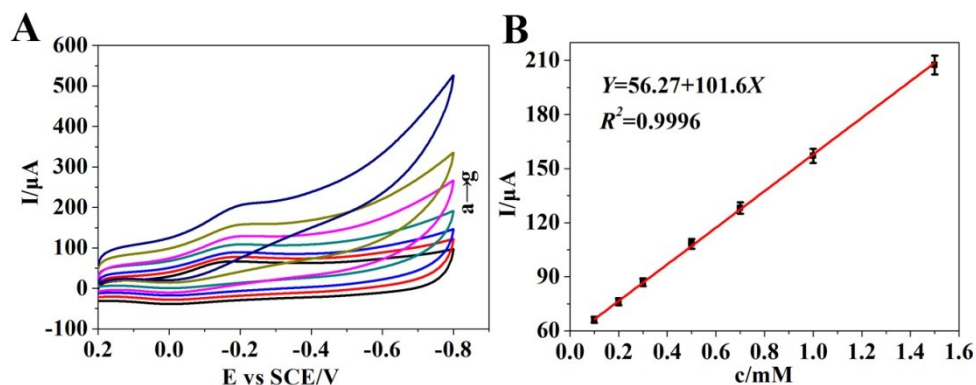 A
600
500
400
300
200
100
0
-100
I/μA
0.2 0.0 -0.2 -0.4 -0.6 -0.8
E vs SCE/V
a→g
B
210
180
150
120
90
60
I/μA
Y=56.27+101.6X
R²=0.9996
0.0 0.2 0.4 0.6 0.8 1.0 1.2 1.4 1.6
c/mM